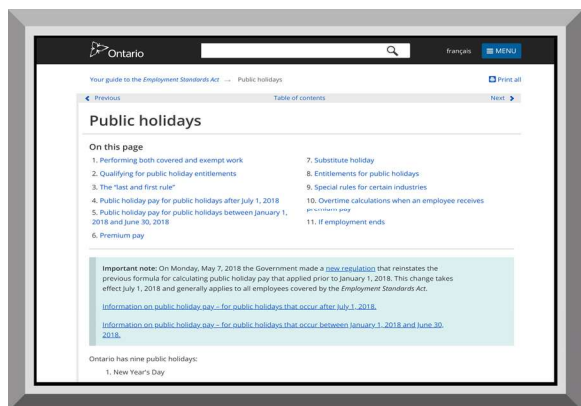 Ontario
français
MENU
Your guide to the Employment Standards Act → Public holidays
Print all
Previous
Table of contents
Next
Public holidays
On this page
1. Performing both covered and exempt work
2. Qualifying for public holiday entitlements
3. The "last and first rule"
4. Public holiday pay for public holidays after July 1, 2018
5. Public holiday pay for public holidays between January 1,
2018 and June 30, 2018
6. Premium pay
7. Substitute holiday
8. Entitlements for public holidays
9. Special rules for certain industries
10. Overtime calculations when an employee receives
premium pay
11. If employment ends
Important note: On Monday, May 7, 2018 the Government made a new regulation that reinstates the
previous formula for calculating public holiday pay that applied prior to January 1, 2018. This change takes
effect July 1, 2018 and generally applies to all employees covered by the Employment Standards Act.
Information on public holiday pay – for public holidays that occur after July 1, 2018.
Information on public holiday pay – for public holidays that occur between January 1, 2018 and June 30,
2018.
Ontario has nine public holidays:
1. New Year's Day